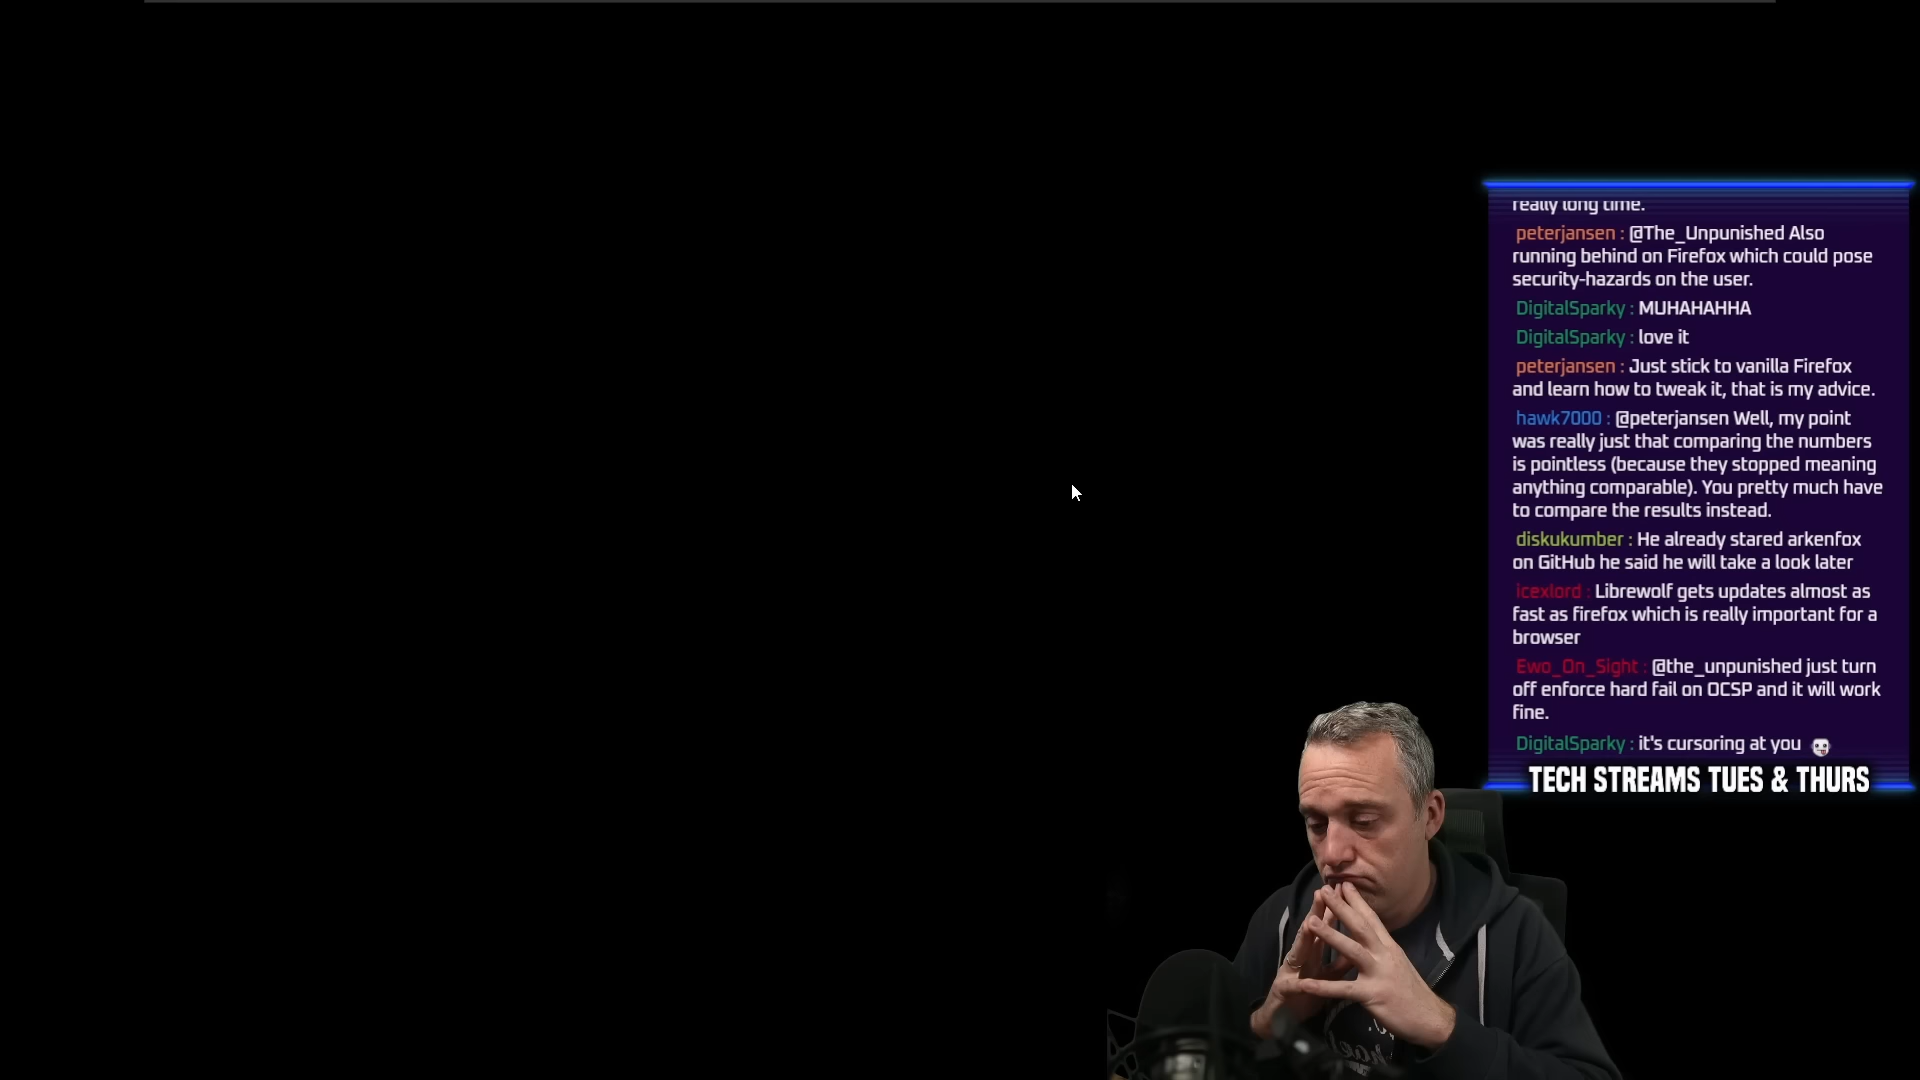 really long time.
peterjansen : @The_Unpunished Also
running behind on Firefox which could pose
security-hazards on the user.
DigitalSparky : MUHAHAHHA
DigitalSparky : love it
peterjansen : Just stick to vanilla Firefox
and learn how to tweak it, that is my advice.
hawk7000 : @peterjansen Well, my point
was really just that comparing the numbers
is pointless (because they stopped meaning
anything comparable). You pretty much have
to compare the results instead.
diskukumber : He already stared arkenfox
on GitHub he said he will take a look later
icexlord : Librewolf gets updates almost as
fast as firefox which is really important for a
browser
Ewo_On_Sight : @the_unpunished just turn
off enforce hard fail on OCSP and it will work
fine.
DigitalSparky : it's cursoring at you
TECH STREAMS TUES & THURS